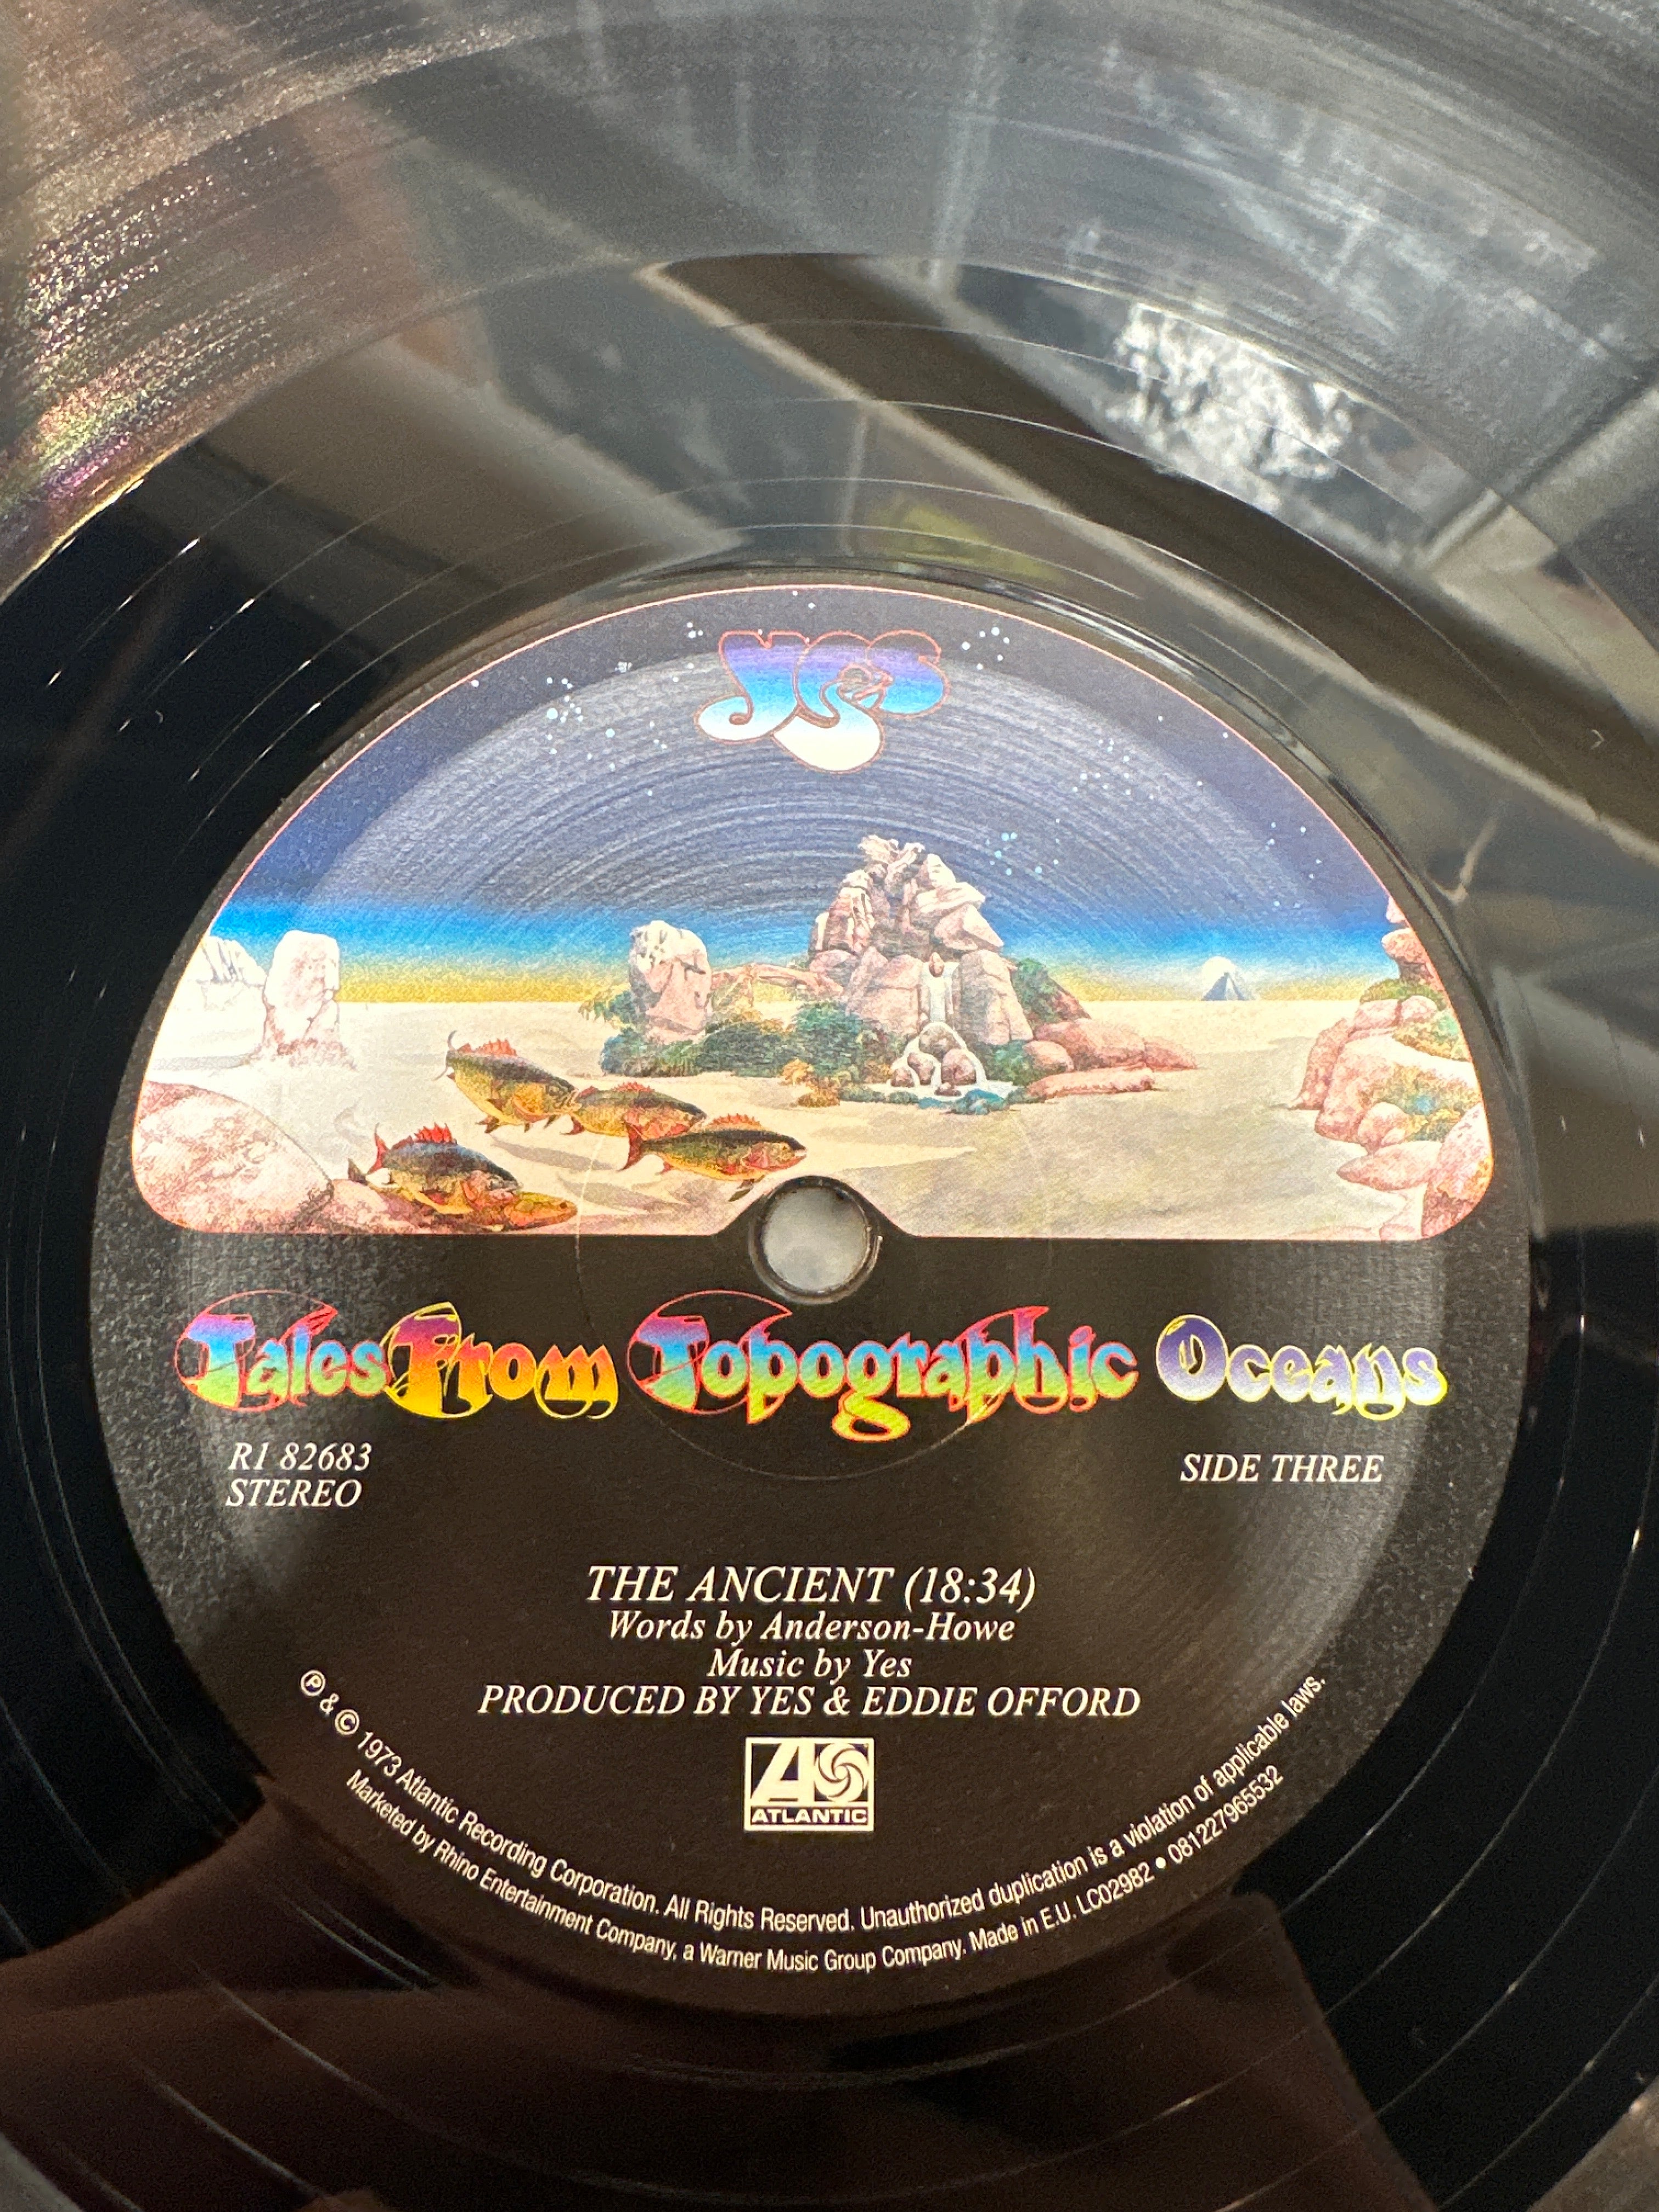 Yes
Tales From Topographic Oceans
R1 82683
STEREO
SIDE THREE
THE ANCIENT (18:34)
Words by Anderson-Howe
Music by Yes
PRODUCED BY YES & EDDIE OFFORD
ATLANTIC
℗ & © 1973 Atlantic Recording Corporation. All Rights Reserved. Unauthorized duplication is a violation of applicable laws.
Marketed by Rhino Entertainment Company, a Warner Music Group Company. Made in E.U. LC02982 • 081227965532